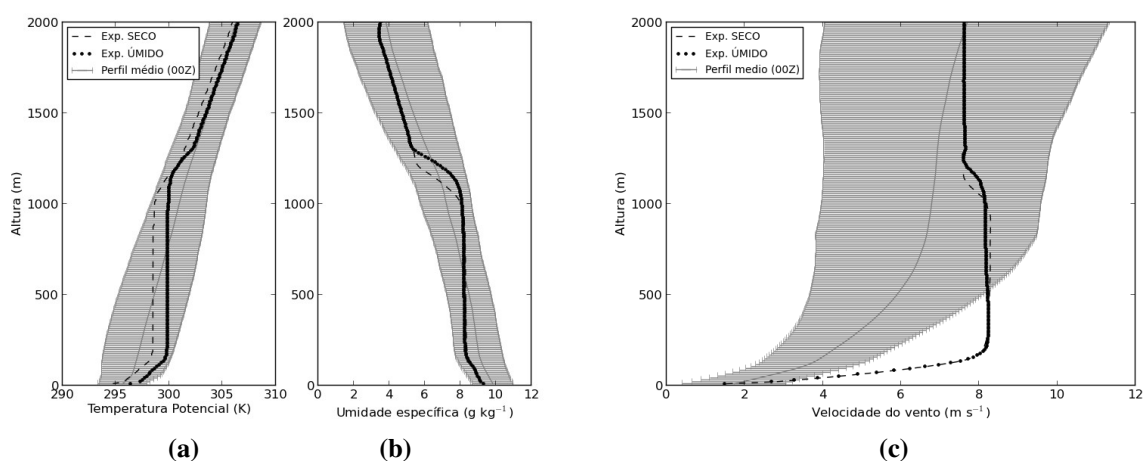 2000
1500
1000
500
0
Altura (m)
290
295
300
305
310
Temperatura Potencial (K)
Exp. SECO
Exp. ÚMIDO
Perfil médio (00Z)
(a)
2000
1500
1000
500
0
0
2
4
6
8
10
12
Umidade específica (g kg⁻¹)
(b)
2000
1500
1000
500
0
Altura (m)
0
2
4
6
8
10
12
Velocidade do vento (m s⁻¹)
Exp. SECO
Exp. ÚMIDO
Perfil medio (00Z)
(c)